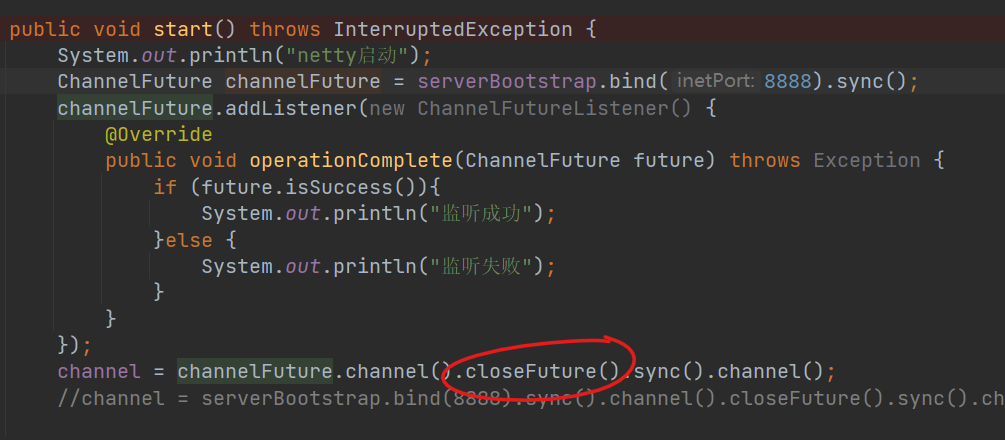 public void start() throws InterruptedException {
System.out.println("netty启动");
ChannelFuture channelFuture = serverBootstrap.bind( inetPort: 8888).sync();
channelFuture.addListener(new ChannelFutureListener() {
@Override
public void operationComplete(ChannelFuture future) throws Exception {
if (future.isSuccess()){
System.out.println("监听成功");
}else {
System.out.println("监听失败");
}
}
});
channel = channelFuture.channel().closeFuture().sync().channel();
//channel = serverBootstrap.bind(8888).sync().channel().closeFuture().sync().ch